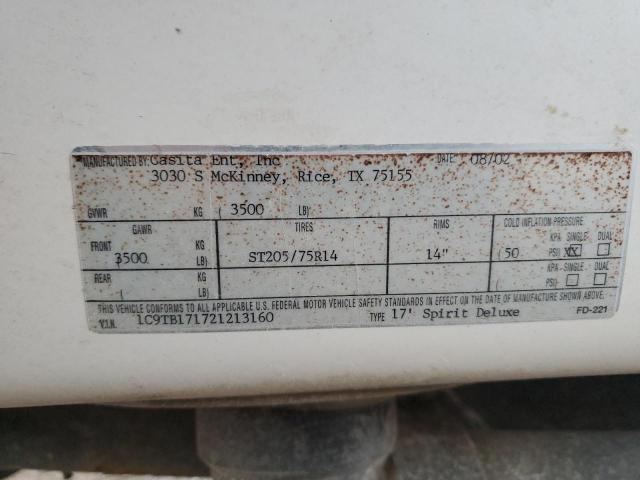 MANUFACTURED BY: Casita Ent, Inc DATE: 08/02
3030 S McKinney, Rice, TX 75155
GVWR KG ( 3500 LB)
GAWR TIRES RIMS COLD INFLATION PRESSURE
FRONT KG KPA SINGLE DUAL
3500 LB) ST205/75R14 14" ( 50 PSI) XX
REAR KG KPA SINGLE DUAL
( LB) ( PSI)
THIS VEHICLE CONFORMS TO ALL APPLICABLE U.S. FEDERAL MOTOR VEHICLE SAFETY STANDARDS IN EFFECT ON THE DATE OF MANUFACTURE SHOWN ABOVE.
V.I.N. 1C9TB171721213160 TYPE 17' Spirit Deluxe FD-221